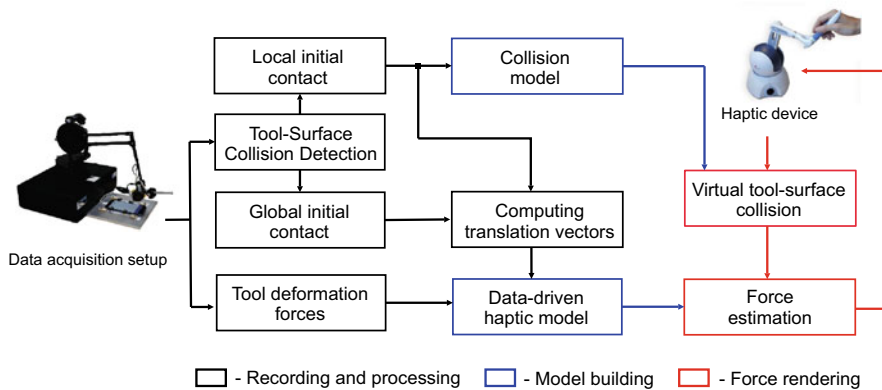 Local initial
contact
Collision
model
Haptic device
Tool-Surface
Collision Detection
Virtual tool-surface
collision
Global initial
contact
Computing
translation vectors
Data acquisition setup
Tool deformation
forces
Data-driven
haptic model
Force
estimation
- Recording and processing
- Model building
- Force rendering